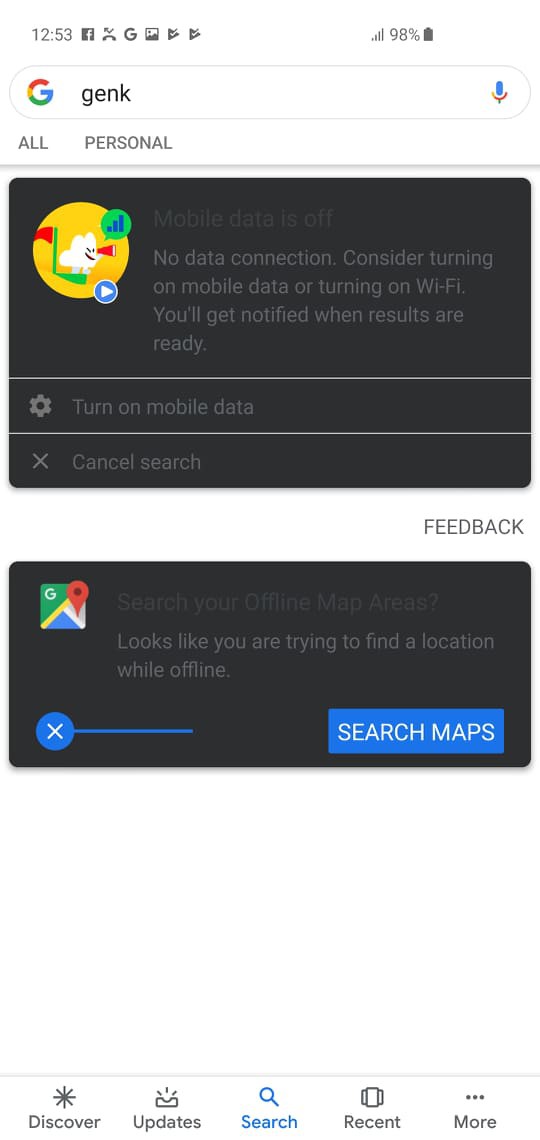 12:53 98%
genk
ALL PERSONAL
Mobile data is off
No data connection. Consider turning
on mobile data or turning on Wi-Fi.
You'll get notified when results are
ready.
Turn on mobile data
Cancel search
FEEDBACK
Search your Offline Map Areas?
Looks like you are trying to find a location
while offline.
SEARCH MAPS
Discover Updates Search Recent More